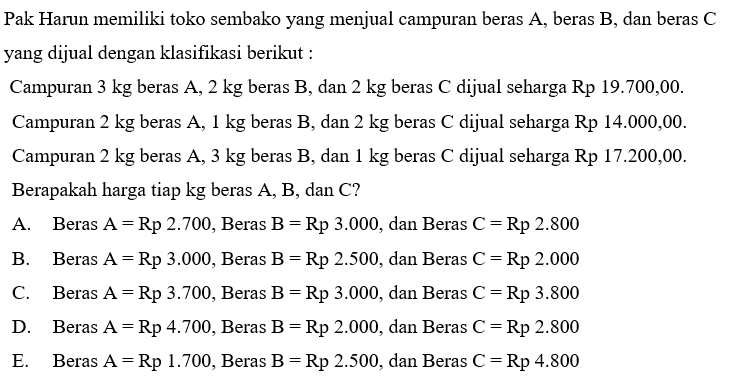 Pak Harun memiliki toko sembako yang menjual campuran beras A, beras B, dan beras C
yang dijual dengan klasifikasi berikut :
Campuran 3 kg beras A, 2 kg beras B, dan 2 kg beras C dijual seharga Rp 19.700,00.
Campuran 2 kg beras A, 1 kg beras B, dan 2 kg beras C dijual seharga Rp 14.000,00.
Campuran 2 kg beras A, 3 kg beras B, dan 1 kg beras C dijual seharga Rp 17.200,00.
Berapakah harga tiap kg beras A, B, dan C?
A. Beras A = Rp 2.700, Beras B = Rp 3.000, dan Beras C = Rp 2.800
B. Beras A = Rp 3.000, Beras B = Rp 2.500, dan Beras C = Rp 2.000
C. Beras A = Rp 3.700, Beras B = Rp 3.000, dan Beras C = Rp 3.800
D. Beras A = Rp 4.700, Beras B = Rp 2.000, dan Beras C = Rp 2.800
E. Beras A = Rp 1.700, Beras B = Rp 2.500, dan Beras C = Rp 4.800